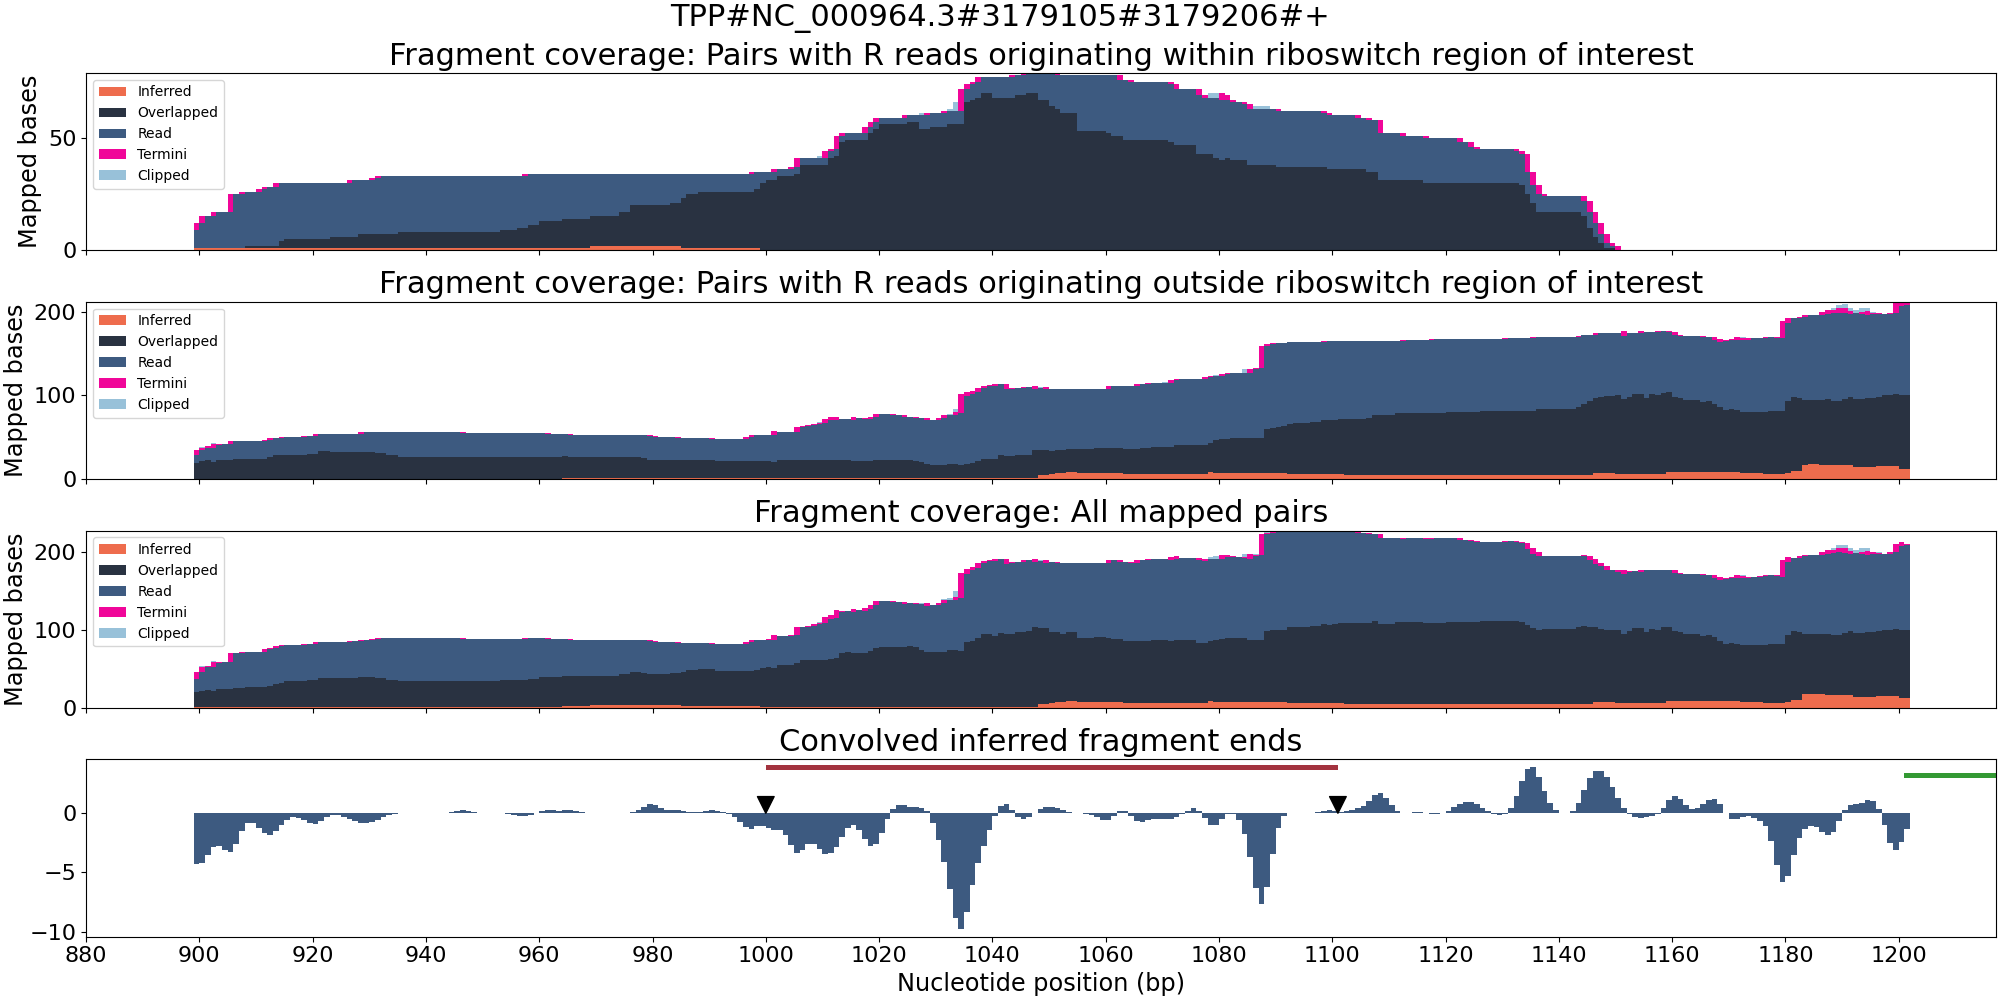 TPP#NC_000964.3#3179105#3179206#+
Fragment coverage: Pairs with R reads originating within riboswitch region of interest
Mapped bases
50
0
Inferred
Overlapped
Read
Termini
Clipped
Fragment coverage: Pairs with R reads originating outside riboswitch region of interest
Mapped bases
200
100
0
Inferred
Overlapped
Read
Termini
Clipped
Fragment coverage: All mapped pairs
Mapped bases
200
100
0
Inferred
Overlapped
Read
Termini
Clipped
Convolved inferred fragment ends
0
−5
−10
880 900 920 940 960 980 1000 1020 1040 1060 1080 1100 1120 1140 1160 1180 1200
Nucleotide position (bp)